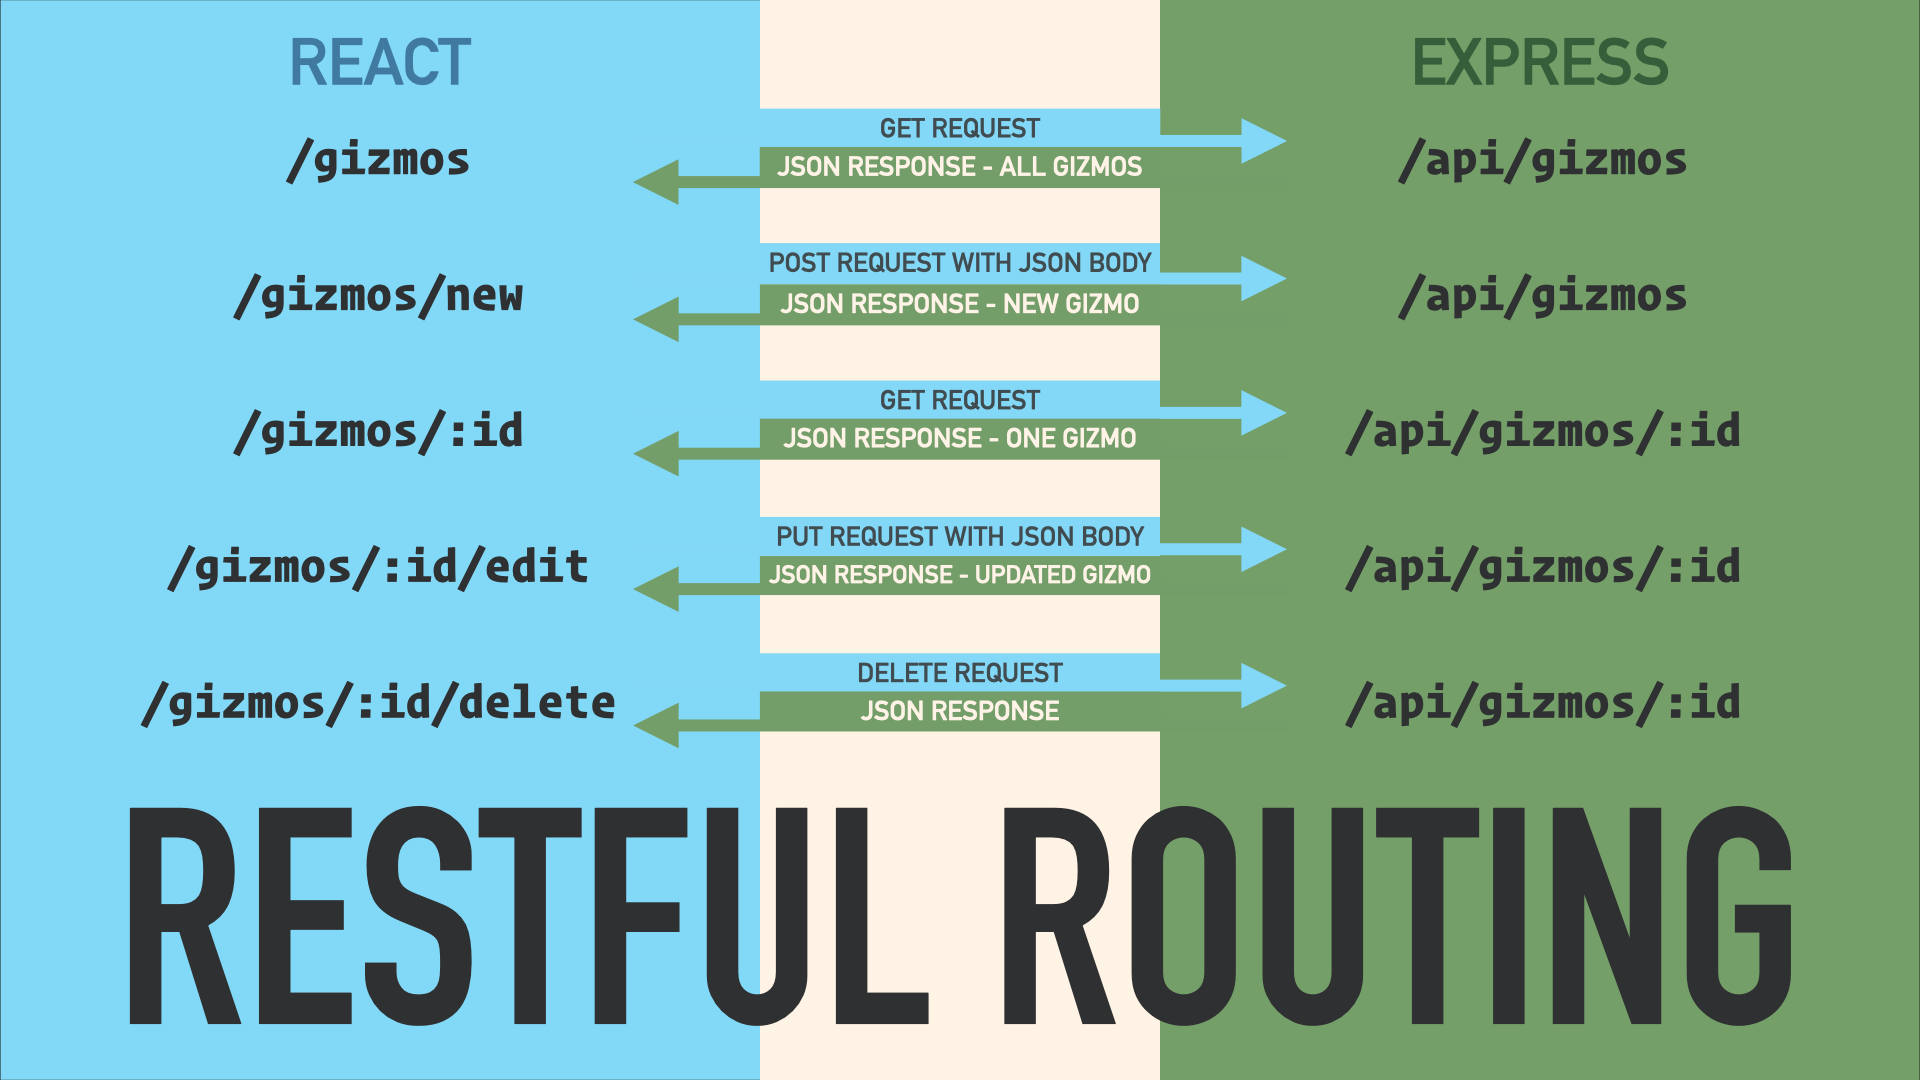 REACT
EXPRESS
/gizmos
GET REQUEST
JSON RESPONSE - ALL GIZMOS
/api/gizmos
/gizmos/new
POST REQUEST WITH JSON BODY
JSON RESPONSE - NEW GIZMO
/api/gizmos
/gizmos/:id
GET REQUEST
JSON RESPONSE - ONE GIZMO
/api/gizmos/:id
/gizmos/:id/edit
PUT REQUEST WITH JSON BODY
JSON RESPONSE - UPDATED GIZMO
/api/gizmos/:id
/gizmos/:id/delete
DELETE REQUEST
JSON RESPONSE
/api/gizmos/:id
RESTFUL ROUTING